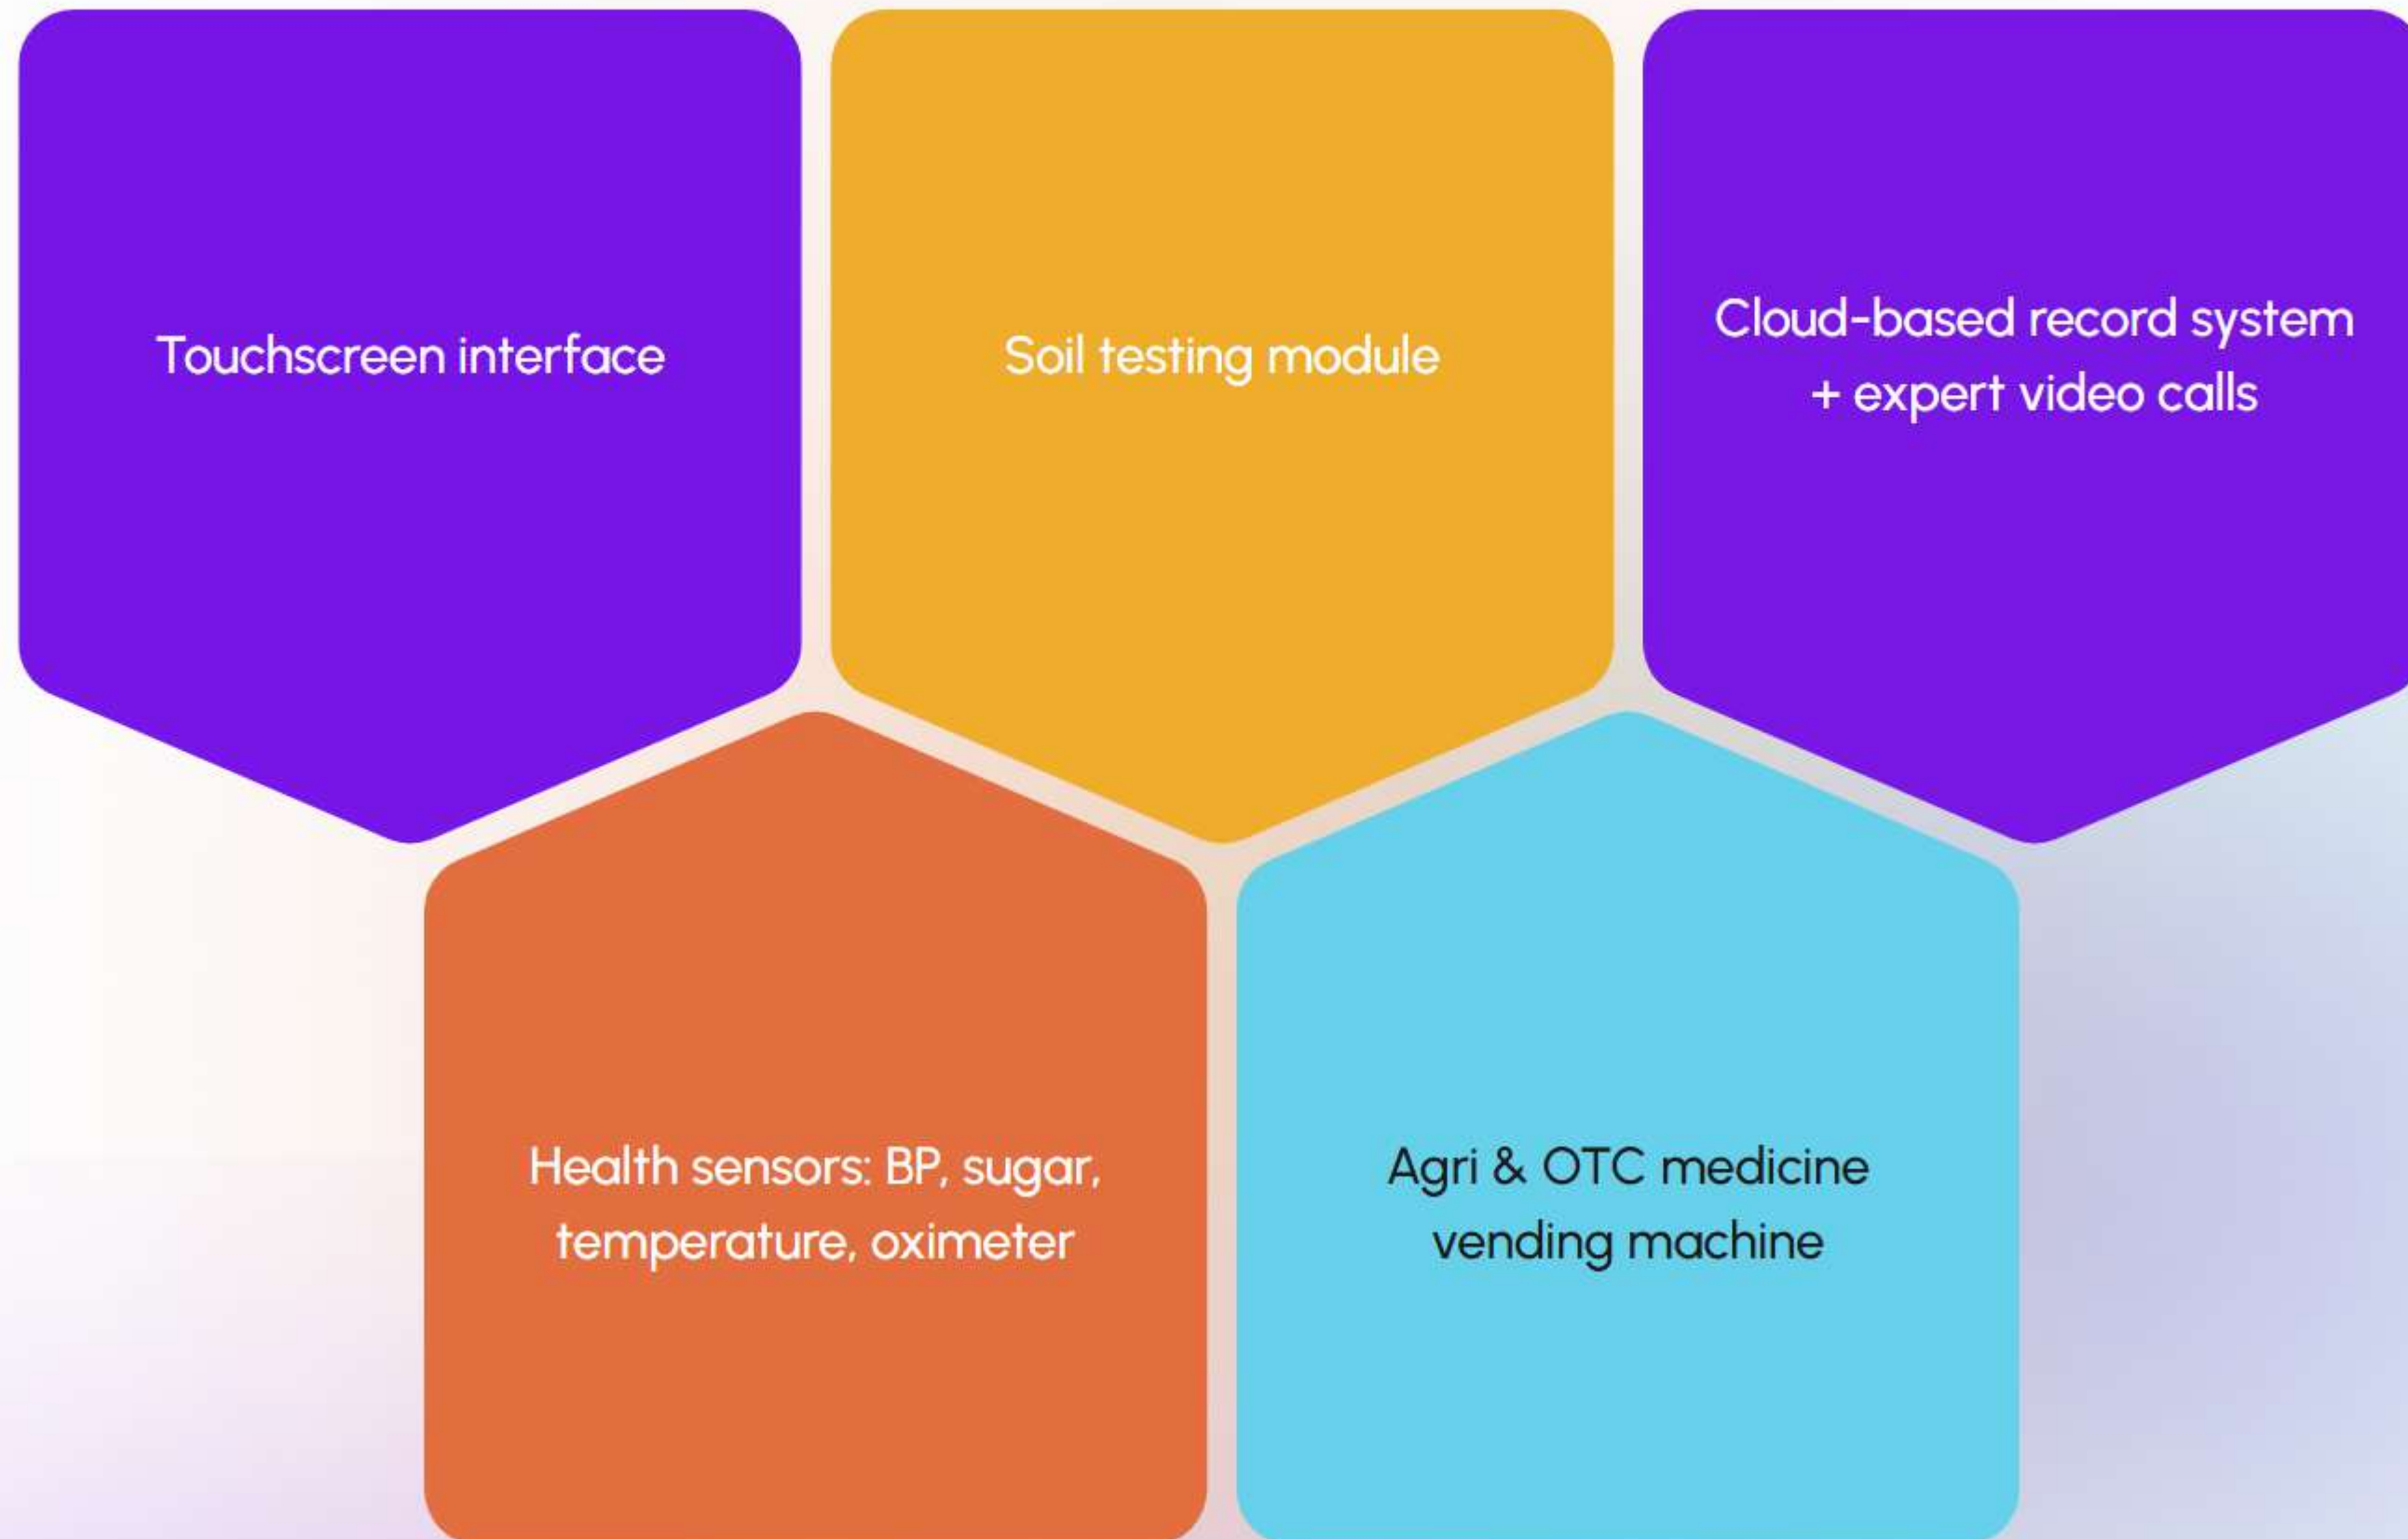 Touchscreen interface
Soil testing module
Cloud-based record system
+ expert video calls
Health sensors: BP, sugar,
temperature, oximeter
Agri & OTC medicine
vending machine